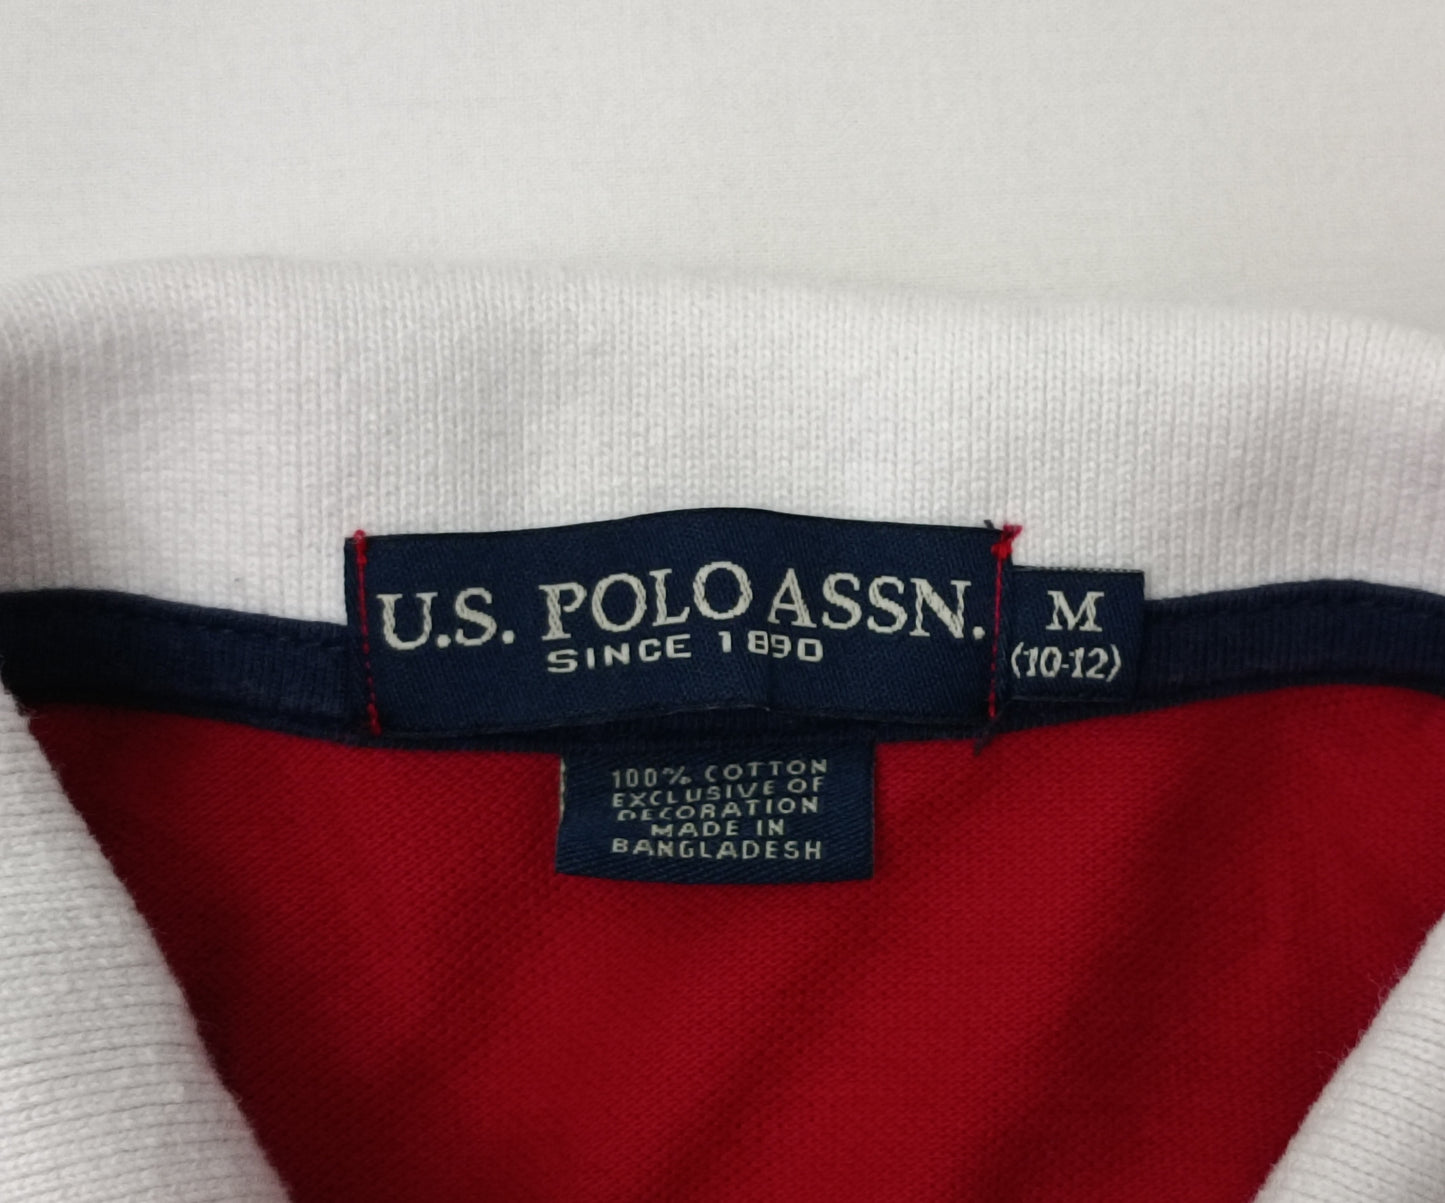 U.S. POLO ASSN.
SINCE 1890
M
(10-12)
100% COTTON
EXCLUSIVE OF
DECORATION
MADE IN
BANGLADESH